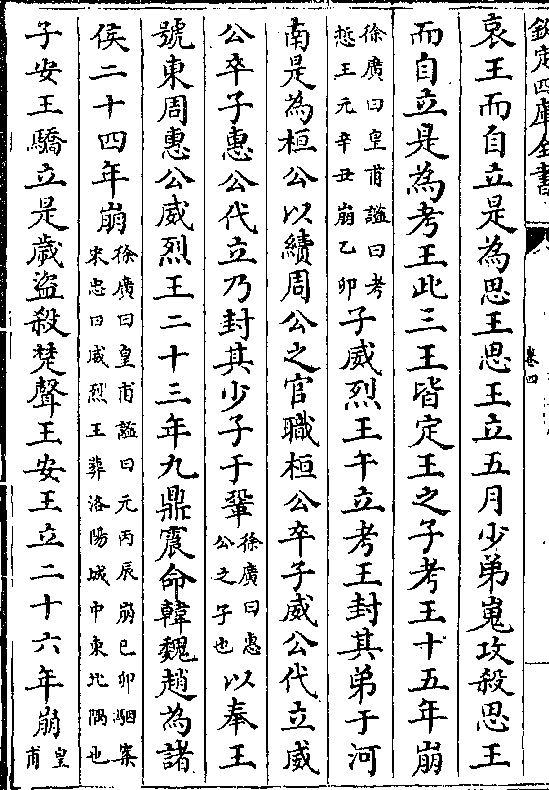 欽定四庫全書
卷四
哀王而自立是為思王思王立五月少弟嵬攻殺思王
而自立是為考王此三王皆定王之子考王十五年崩
徐廣曰皇甫謐曰考
悊王元辛丑崩乙卯
子威烈王午立考王封其弟于河
南是為桓公以續周公之官職桓公卒子威公代立威
公卒子惠公代立乃封其少子于鞏
徐廣曰惠
公之子也
以奉王
號東周惠公威烈王二十三年九鼎震命韓魏趙為諸
侯二十四年崩
徐廣曰皇甫謐曰元丙辰崩己卯駰案
宋忠曰威烈王葬洛陽城中東北隅也
子安王驕立是歲盜殺楚聲王安王立二十六年崩
皇
甫